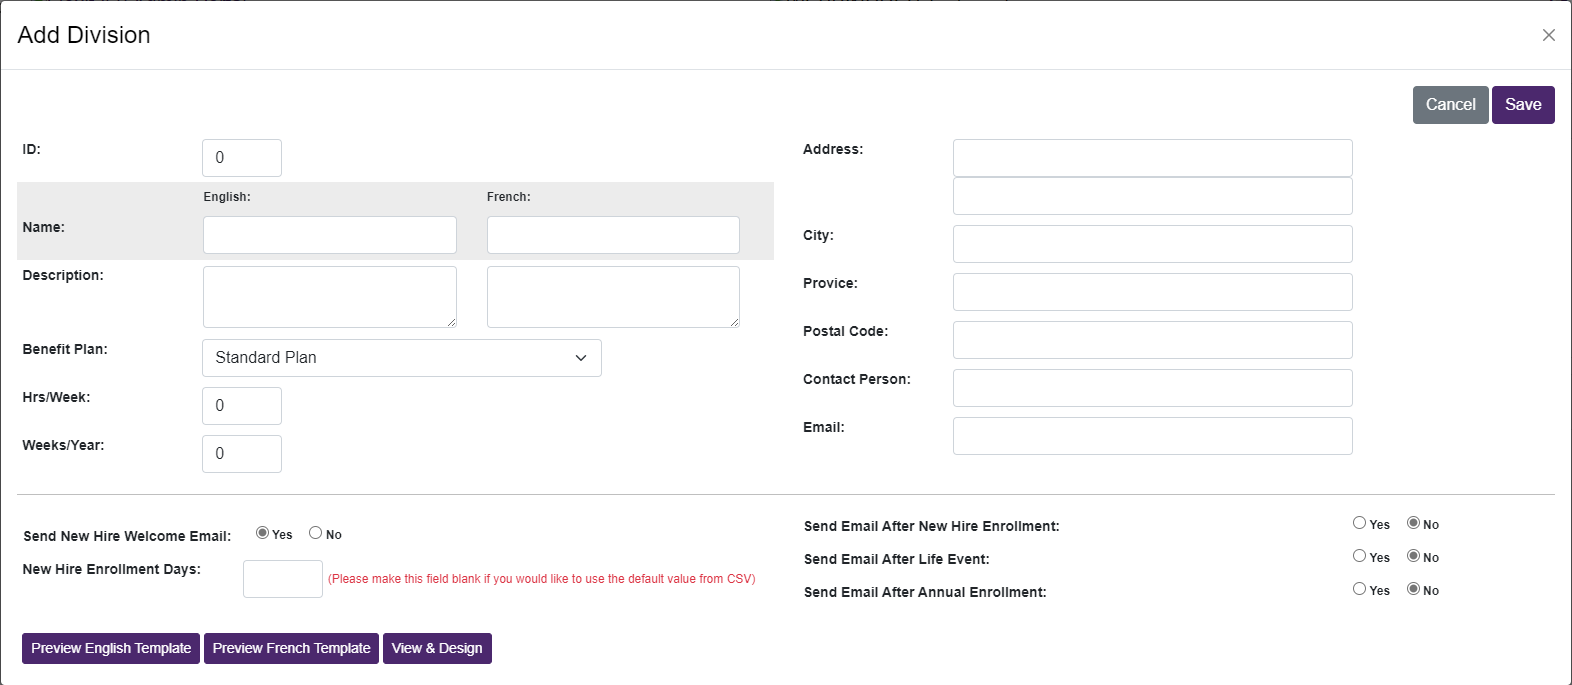 Add Division
Cancel Save
ID: 0
English: French:
Name:
Description:
Benefit Plan: Standard Plan
Hrs/Week: 0
Weeks/Year: 0
Address:
City:
Provice:
Postal Code:
Contact Person:
Email:
Send New Hire Welcome Email: Yes No
New Hire Enrollment Days: (Please make this field blank if you would like to use the default value from CSV)
Send Email After New Hire Enrollment: Yes No
Send Email After Life Event: Yes No
Send Email After Annual Enrollment: Yes No
Preview English Template Preview French Template View & Design